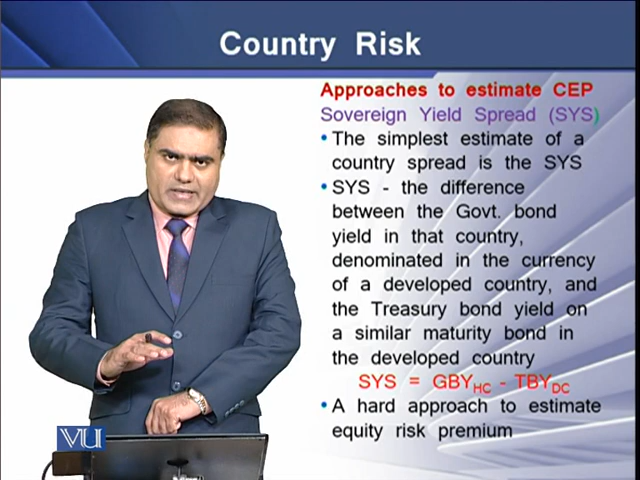 Country Risk
Approaches to estimate CEP
Sovereign Yield Spread (SYS)
• The simplest estimate of a
country spread is the SYS
• SYS - the difference
between the Govt. bond
yield in that country,
denominated in the currency
of a developed country, and
the Treasury bond yield on
a similar maturity bond in
the developed country
SYS = GBYHC - TBYDC
• A hard approach to estimate
equity risk premium
VU